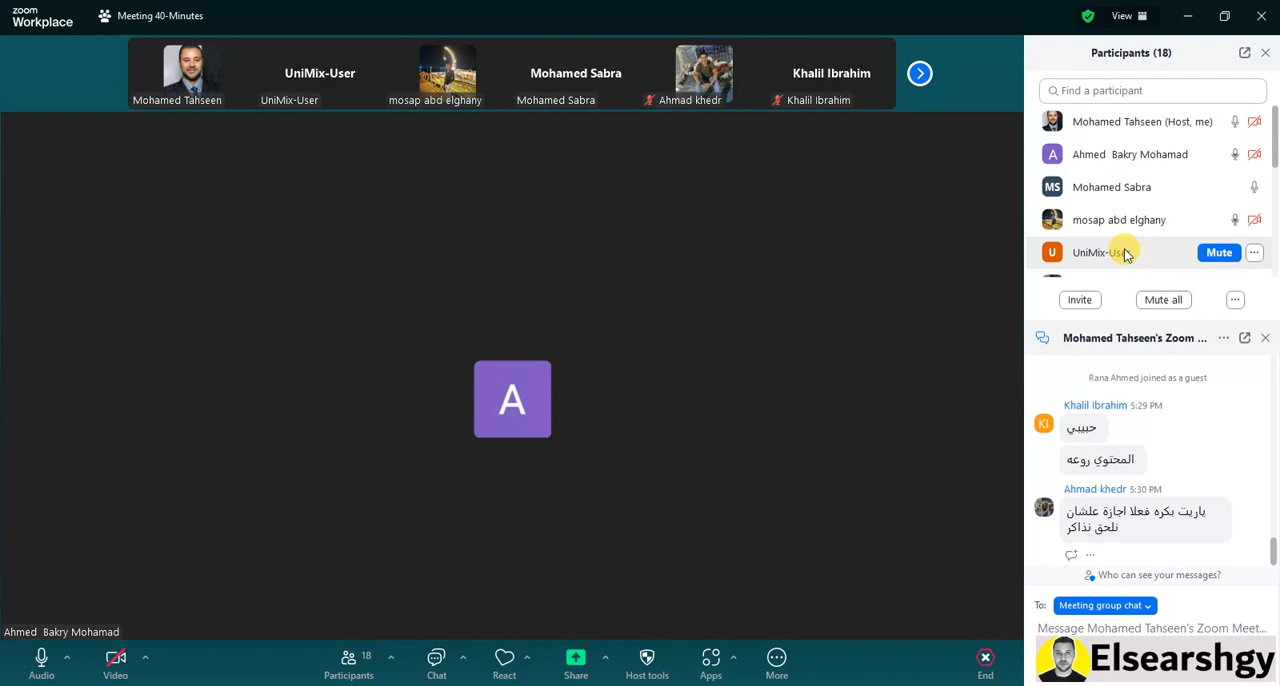 zoom
Workplace
Meeting 40-Minutes
View
Mohamed Tahseen
UniMix-User
UniMix-User
mosap abd elghany
Mohamed Sabra
Mohamed Sabra
Ahmad khedr
Khalil Ibrahim
Khalil Ibrahim
Participants (18)
Find a participant
Mohamed Tahseen (Host, me)
A
Ahmed Bakry Mohamad
MS
Mohamed Sabra
mosap abd elghany
U
UniMix-User
Mute
Invite
Mute all
Mohamed Tahseen's Zoom ...
Rana Ahmed joined as a guest
Khalil Ibrahim 5:29 PM
KI
حبيبي
المحتوي روعه
Ahmad khedr 5:30 PM
ياريت بكره فعلا اجازة علشان
نلحق نذاكر
Who can see your messages?
To: Meeting group chat
Message Mohamed Tahseen's Zoom Meet...
Elsearshgy
A
Ahmed Bakry Mohamad
Audio
Video
18
Participants
Chat
React
Share
Host tools
Apps
More
End